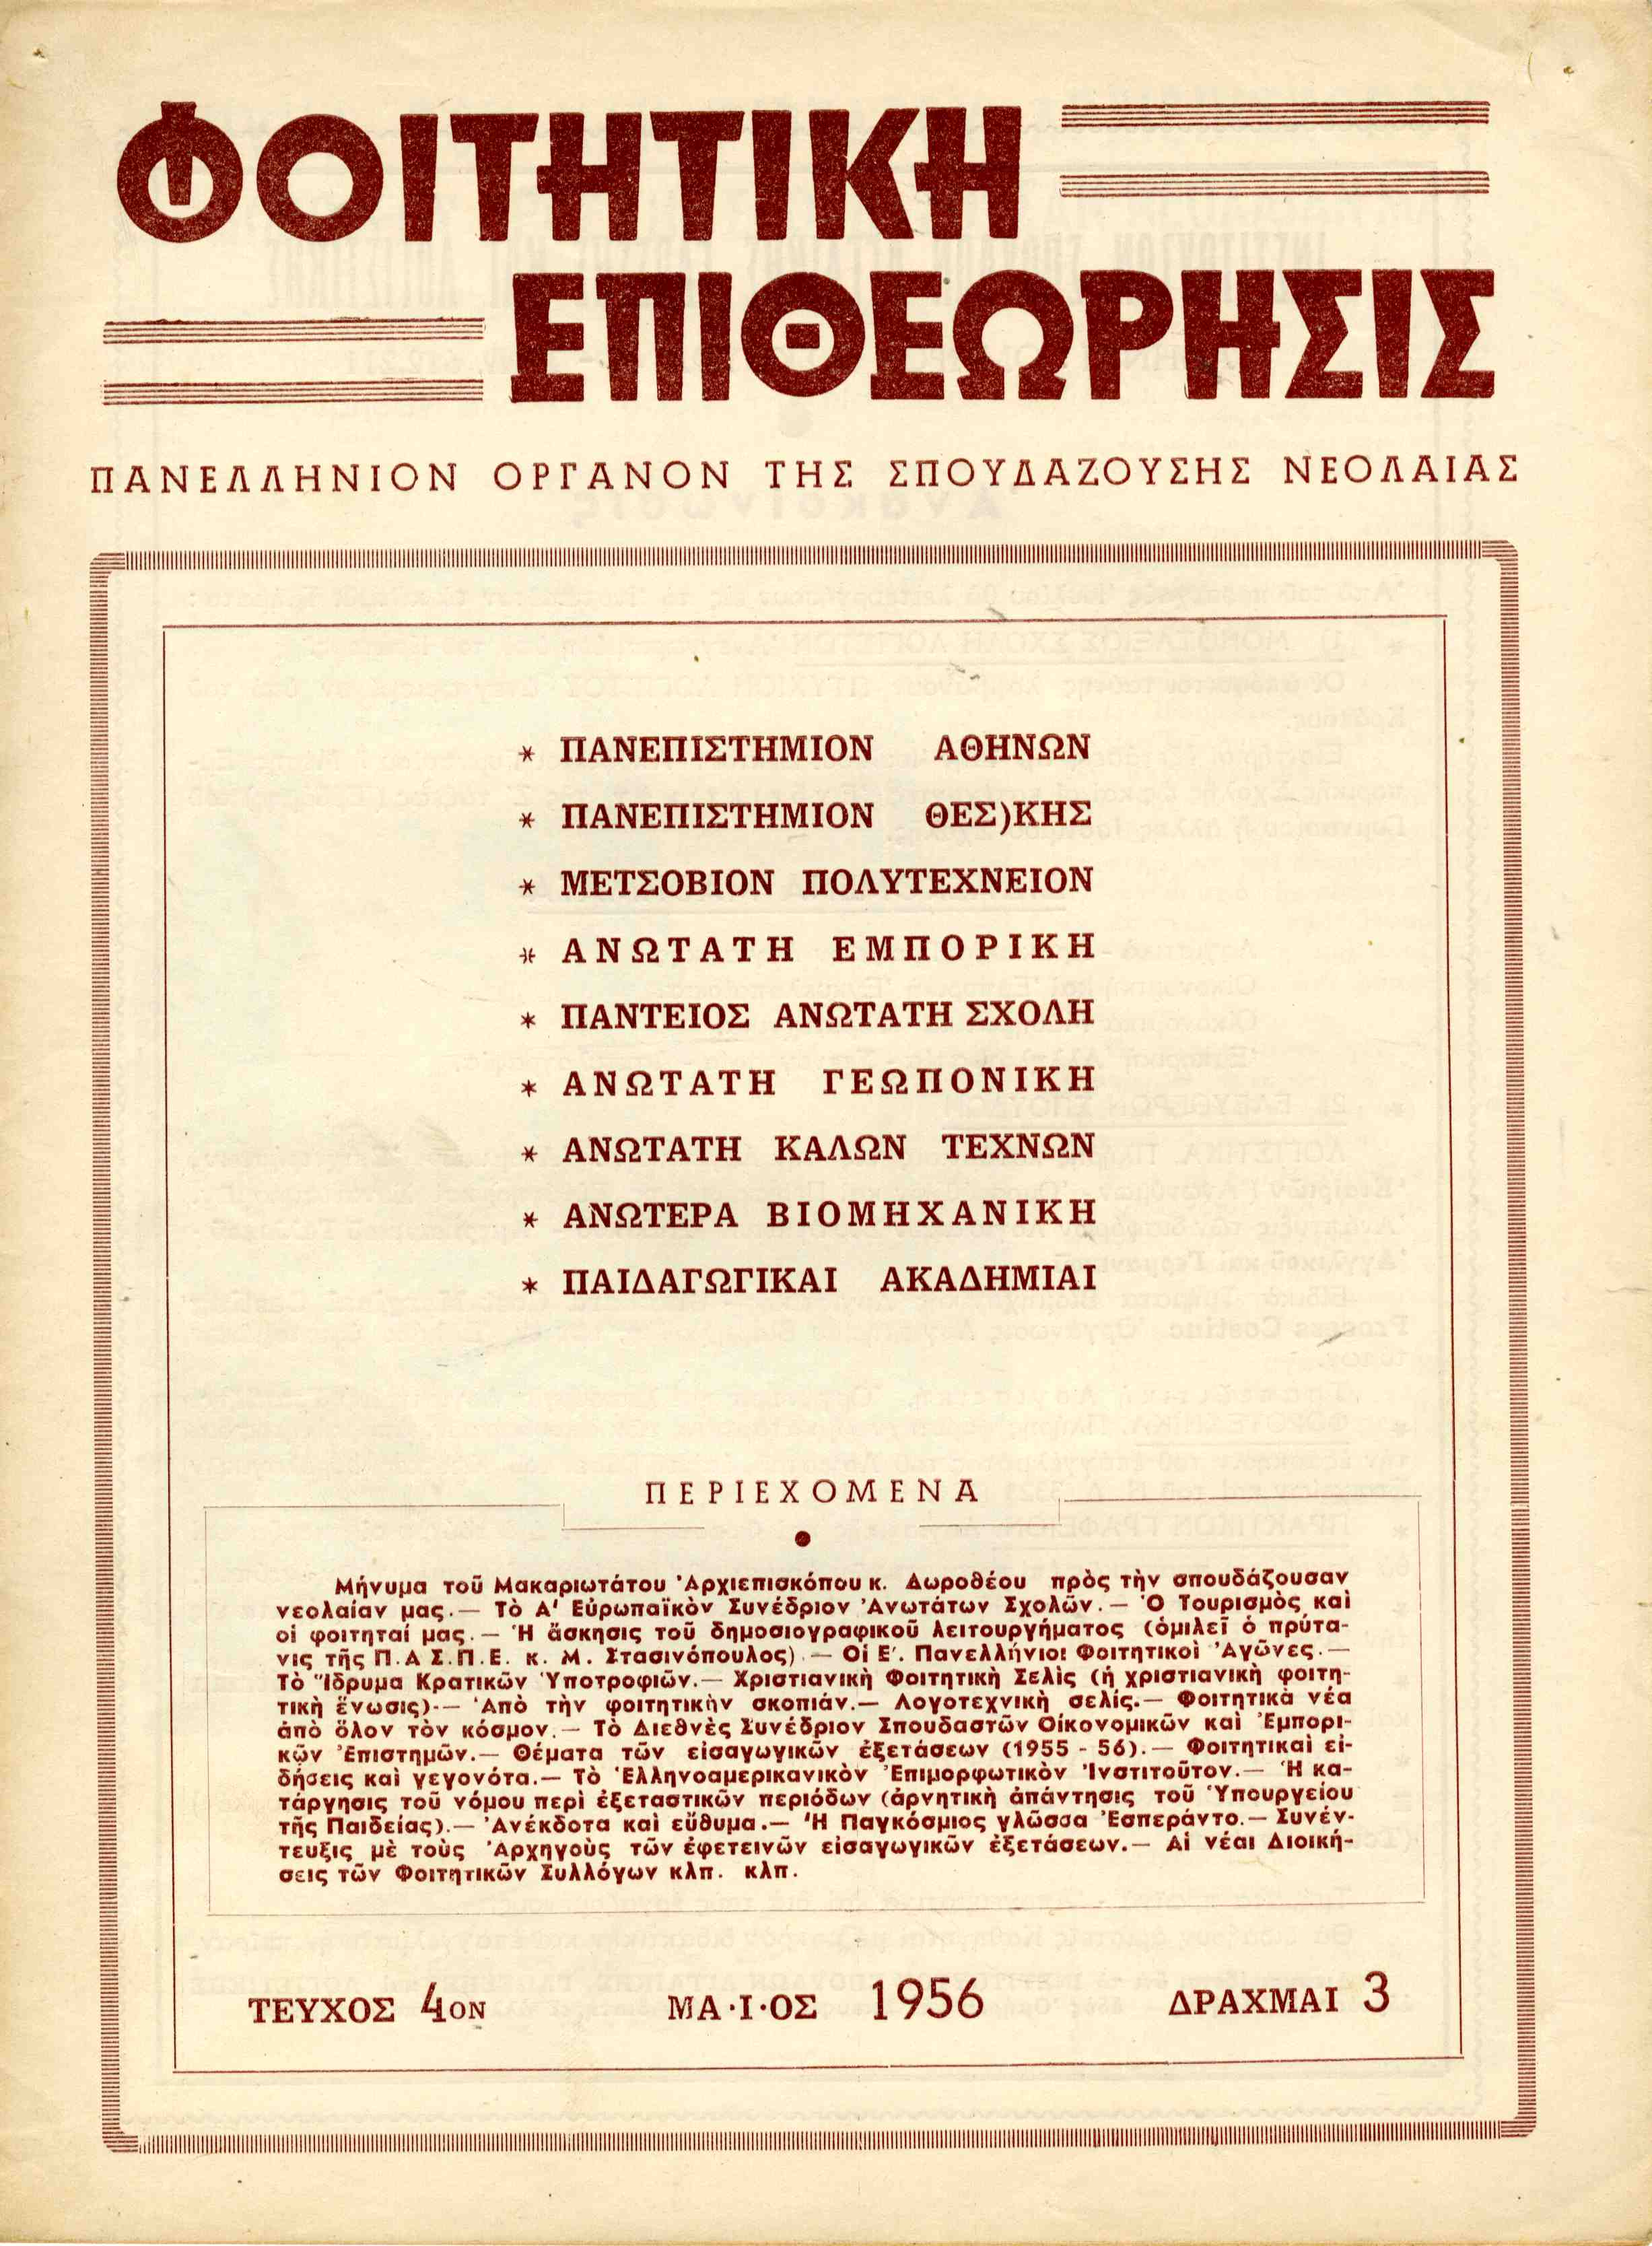 ΦΟΙΤΗΤΙΚΗ
ΕΠΙΘΕΩΡΗΣΙΣ
ΠΑΝΕΛΛΗΝΙΟΝ ΟΡΓΑΝΟΝ ΤΗΣ ΣΠΟΥΔΑΖΟΥΣΗΣ ΝΕΟΛΑΙΑΣ
* ΠΑΝΕΠΙΣΤΗΜΙΟΝ ΑΘΗΝΩΝ
* ΠΑΝΕΠΙΣΤΗΜΙΟΝ ΘΕΣ)ΚΗΣ
* ΜΕΤΣΟΒΙΟΝ ΠΟΛΥΤΕΧΝΕΙΟΝ
* ΑΝΩΤΑΤΗ ΕΜΠΟΡΙΚΗ
* ΠΑΝΤΕΙΟΣ ΑΝΩΤΑΤΗ ΣΧΟΛΗ
* ΑΝΩΤΑΤΗ ΓΕΩΠΟΝΙΚΗ
* ΑΝΩΤΑΤΗ ΚΑΛΩΝ ΤΕΧΝΩΝ
* ΑΝΩΤΕΡΑ ΒΙΟΜΗΧΑΝΙΚΗ
* ΠΑΙΔΑΓΩΓΙΚΑΙ ΑΚΑΔΗΜΙΑΙ
ΠΕΡΙΕΧΟΜΕΝΑ
Μήνυμα τοῦ Μακαριωτάτου Ἀρχιεπισκόπου κ. Δωροθέου πρὸς τὴν σπουδάζουσαν
νεολαίαν μας.— Τὸ Α' Εὐρωπαϊκὸν Συνέδριον Ἀνωτάτων Σχολῶν.— Ὁ Τουρισμὸς καὶ
οἱ φοιτηταί μας.— Ἡ ἄσκησις τοῦ δημοσιογραφικοῦ λειτουργήματος (ὁμιλεῖ ὁ πρύτα-
νις τῆς Π.Α.Σ.Π.Ε. κ. Μ. Στασινόπουλος).— Οἱ Ε'. Πανελλήνιοι Φοιτητικοὶ Ἀγῶνες.—
Τὸ Ἵδρυμα Κρατικῶν Ὑποτροφιῶν.— Χριστιανικὴ Φοιτητικὴ Σελὶς (ἡ χριστιανικὴ φοιτη-
τικὴ ἕνωσις).— Ἀπὸ τὴν φοιτητικὴν σκοπιάν.— Λογοτεχνικὴ σελίς.— Φοιτητικὰ νέα
ἀπὸ ὅλον τὸν κόσμον.— Τὸ Διεθνὲς Συνέδριον Σπουδαστῶν Οἰκονομικῶν καὶ Ἐμπορι-
κῶν Ἐπιστημῶν.— Θέματα τῶν εἰσαγωγικῶν ἐξετάσεων (1955 - 56).— Φοιτητικαὶ εἰ-
δήσεις καὶ γεγονότα.— Τὸ Ἑλληνοαμερικανικὸν Ἐπιμορφωτικὸν Ἰνστιτοῦτον.— Ἡ κα-
τάργησις τοῦ νόμου περὶ ἐξεταστικῶν περιόδων (ἀρνητικὴ ἀπάντησις τοῦ Ὑπουργείου
τῆς Παιδείας).— Ἀνέκδοτα καὶ εὔθυμα.— Ἡ Παγκόσμιος γλῶσσα Ἐσπεράντο.— Συνέν-
τευξις μὲ τοὺς Ἀρχηγοὺς τῶν ἐφετεινῶν εἰσαγωγικῶν ἐξετάσεων.— Αἱ νέαι Διοική-
σεις τῶν Φοιτητικῶν Συλλόγων κλπ. κλπ.
ΤΕΥΧΟΣ 4ΟΝ ΜΑ·Ι·ΟΣ 1956 ΔΡΑΧΜΑΙ 3